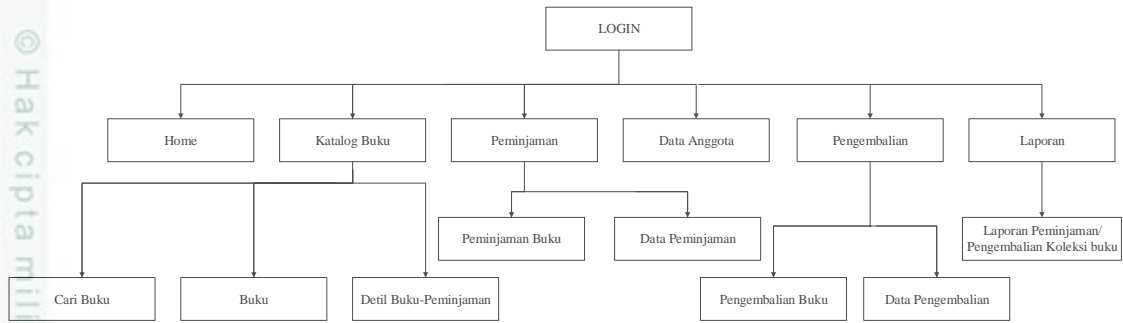 © Hak cipta mili
LOGIN
Home
Katalog Buku
Peminjaman
Data Anggota
Pengembalian
Laporan
Peminjaman Buku
Data Peminjaman
Laporan Peminjaman/
Pengembalian Koleksi buku
Cari Buku
Buku
Detil Buku-Peminjaman
Pengembalian Buku
Data Pengembalian